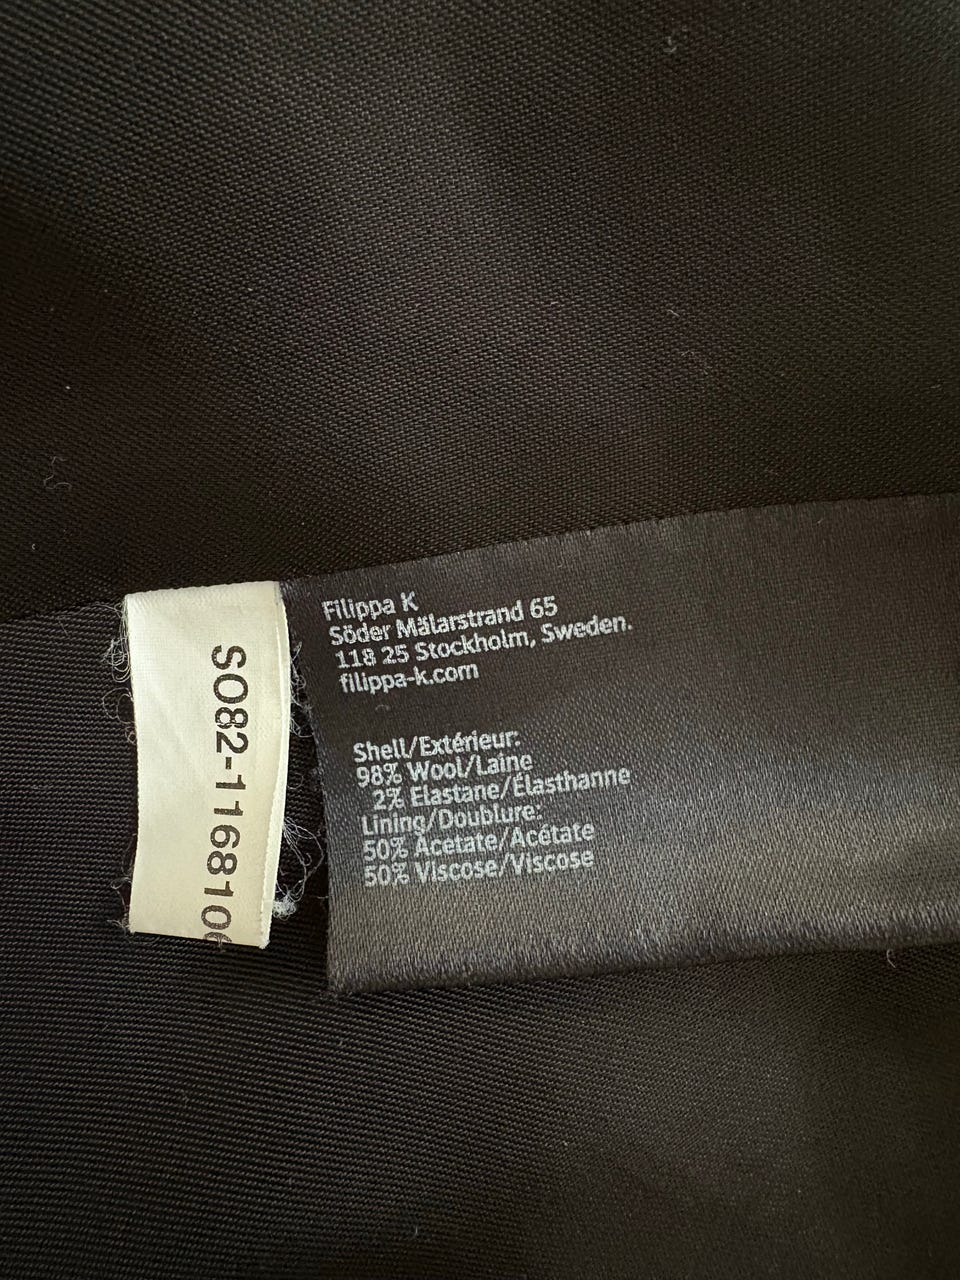 Filippa K
Söder Mälarstrand 65
118 25 Stockholm, Sweden.
filippa-k.com
Shell/Extérieur:
98% Wool/Laine
2% Elastane/Élasthanne
Lining/Doublure:
50% Acetate/Acétate
50% Viscose/Viscose
SO82-116810